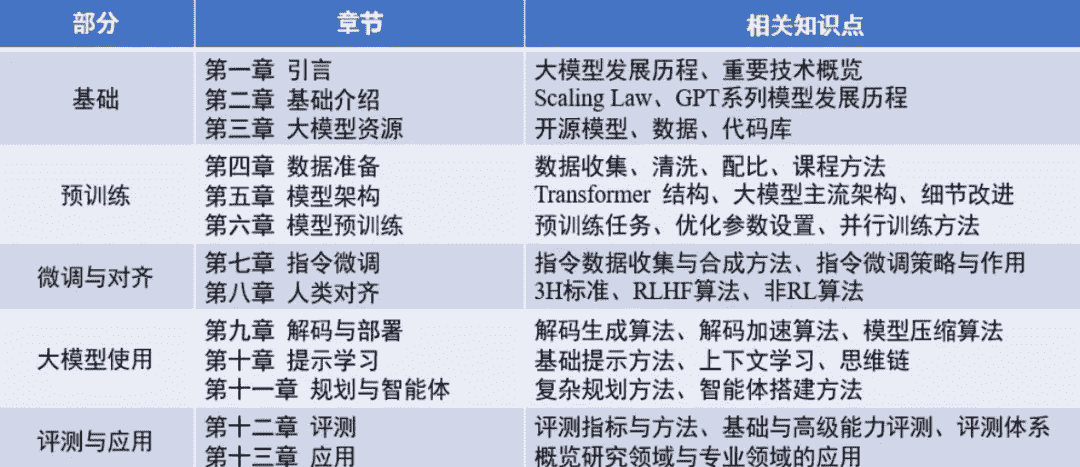 部分 章节 相关知识点
第一章 引言 大模型发展历程、重要技术概览
基础 第二章 基础介绍 Scaling Law、GPT系列模型发展历程
第三章 大模型资源 开源模型、数据、代码库
第四章 数据准备 数据收集、清洗、配比、课程方法
预训练 第五章 模型架构 Transformer 结构、大模型主流架构、细节改进
第六章 模型预训练 预训练任务、优化参数设置、并行训练方法
微调与对齐 第七章 指令微调 指令数据收集与合成方法、指令微调策略与作用
第八章 人类对齐 3H标准、RLHF算法、非RL算法
第九章 解码与部署 解码生成算法、解码加速算法、模型压缩算法
大模型使用 第十章 提示学习 基础提示方法、上下文学习、思维链
第十一章 规划与智能体 复杂规划方法、智能体搭建方法
评测与应用 第十二章 评测 评测指标与方法、基础与高级能力评测、评测体系
第十三章 应用 概览研究领域与专业领域的应用